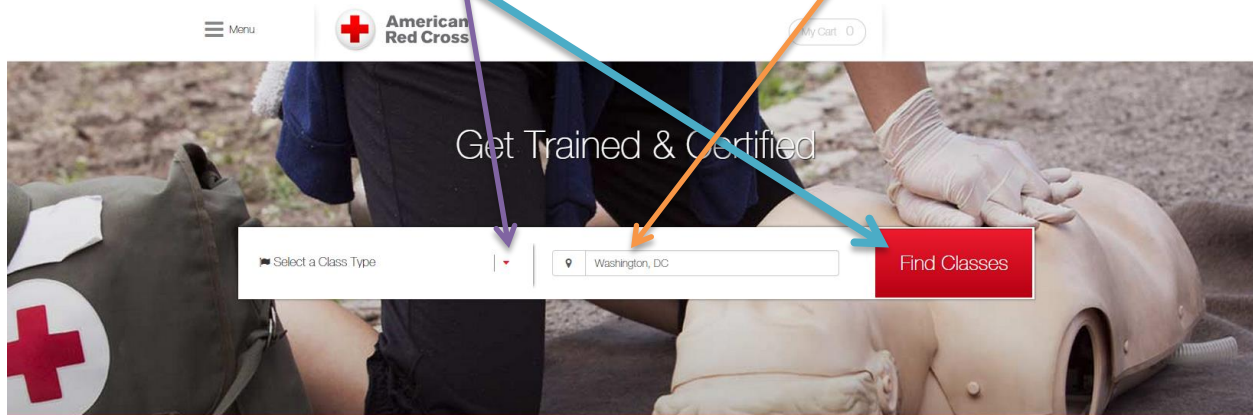 Menu
American
Red Cross
My Cart 0
Get Trained & Certified
Select a Class Type
Washington, DC
Find Classes